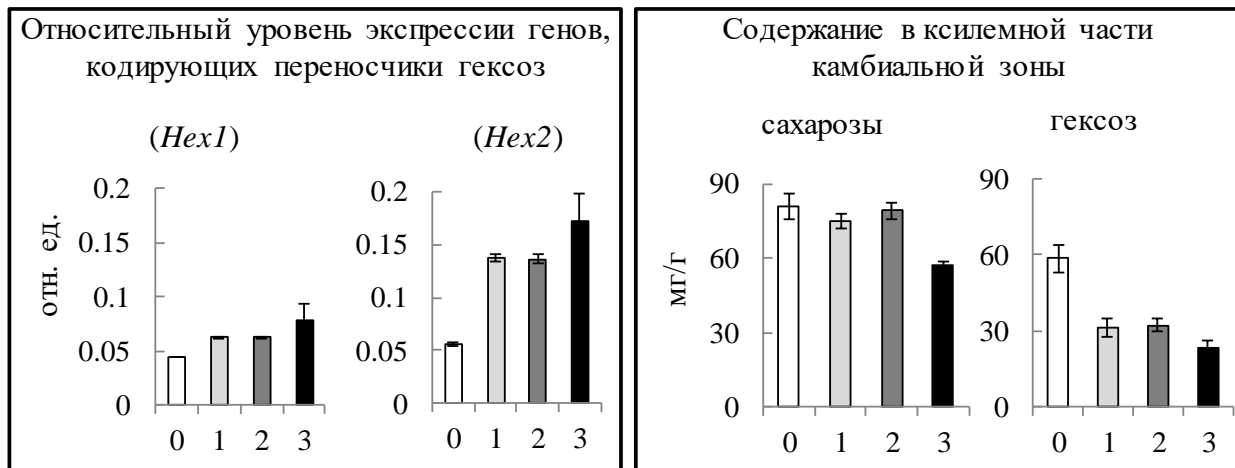 Относительный уровень экспрессии генов,
кодирующих переносчики гексоз
(Hex1)
(Hex2)
отн. ед.
0.2
0.15
0.1
0.05
0
0 1 2 3
0.2
0.15
0.1
0.05
0
0 1 2 3
Содержание в ксилемной части
камбиальной зоны
сахарозы
гексоз
мг/г
90
60
30
0
0 1 2 3
90
60
30
0
0 1 2 3